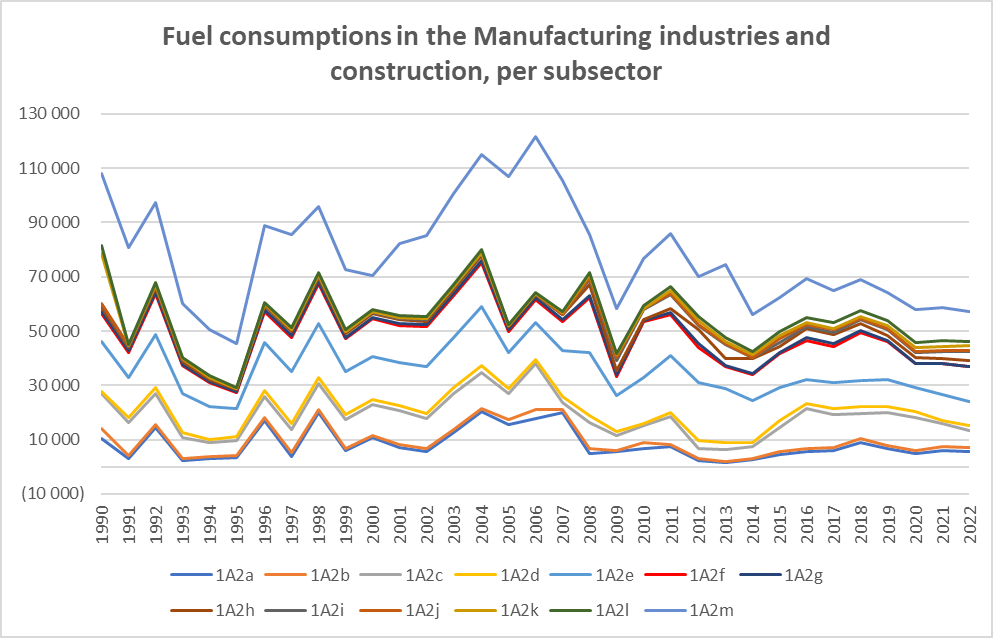 Fuel consumptions in the Manufacturing industries and
construction, per subsector
130 000
110 000
90 000
70 000
50 000
30 000
10 000
(10 000)
1990 1991 1992 1993 1994 1995 1996 1997 1998 1999 2000 2001 2002 2003 2004 2005 2006 2007 2008 2009 2010 2011 2012 2013 2014 2015 2016 2017 2018 2019 2020 2021 2022
1A2a 1A2b 1A2c 1A2d 1A2e 1A2f 1A2g
1A2h 1A2i 1A2j 1A2k 1A2l 1A2m